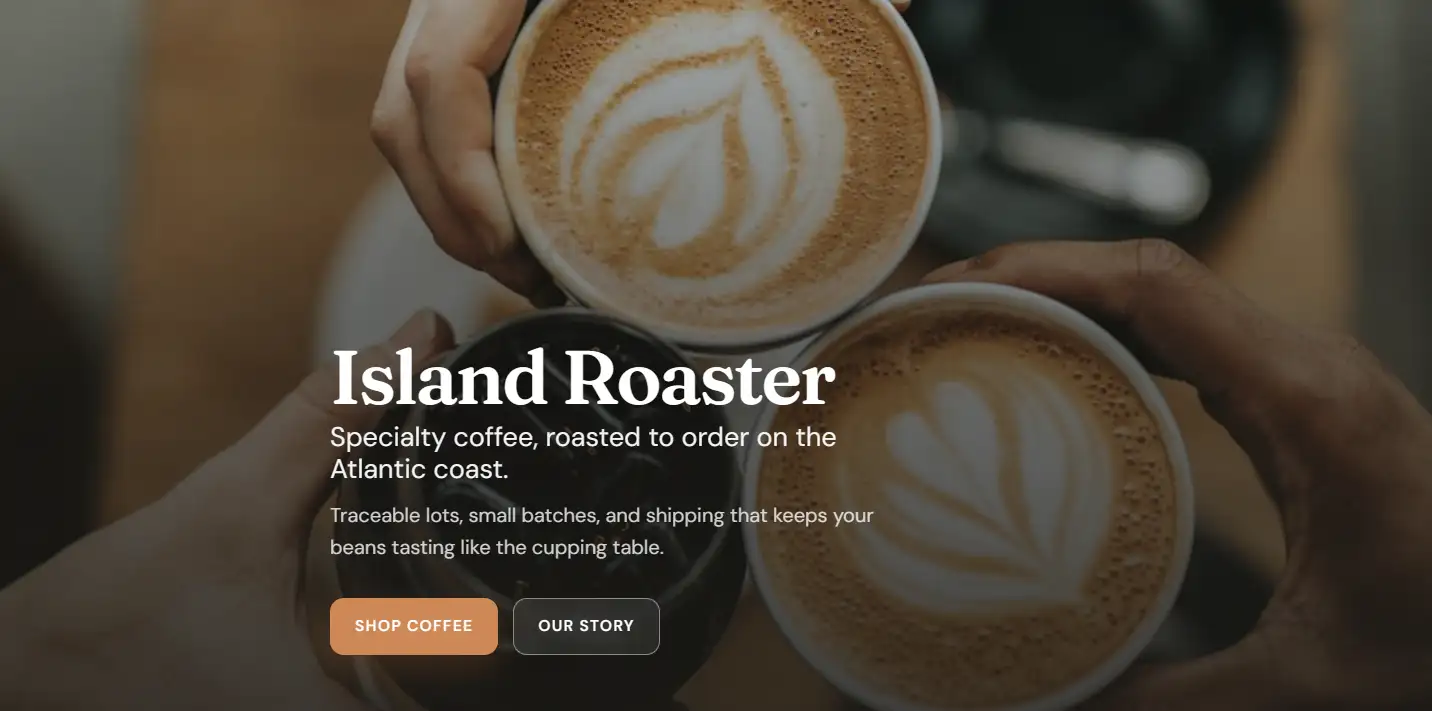 Island Roaster
Specialty coffee, roasted to order on the
Atlantic coast.
Traceable lots, small batches, and shipping that keeps your
beans tasting like the cupping table.
SHOP COFFEE
OUR STORY